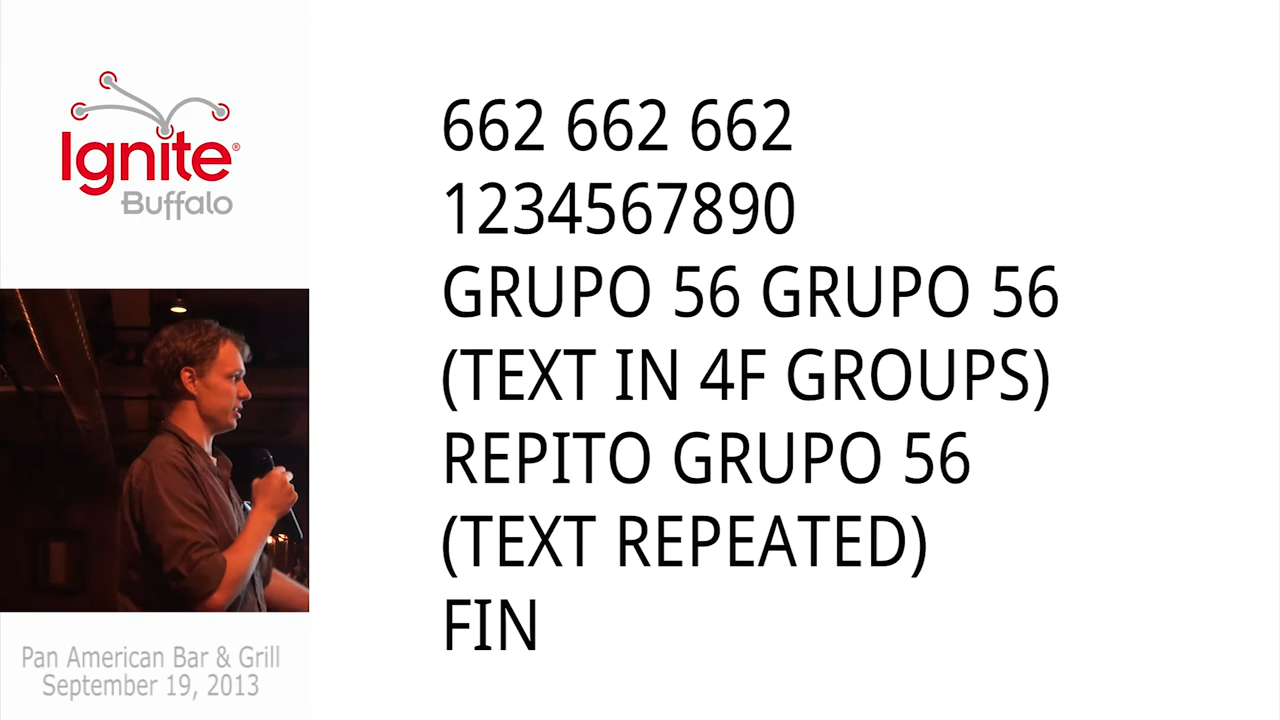 Ignite®
Buffalo
Pan American Bar & Grill
September 19, 2013
662 662 662
1234567890
GRUPO 56 GRUPO 56
(TEXT IN 4F GROUPS)
REPITO GRUPO 56
(TEXT REPEATED)
FIN